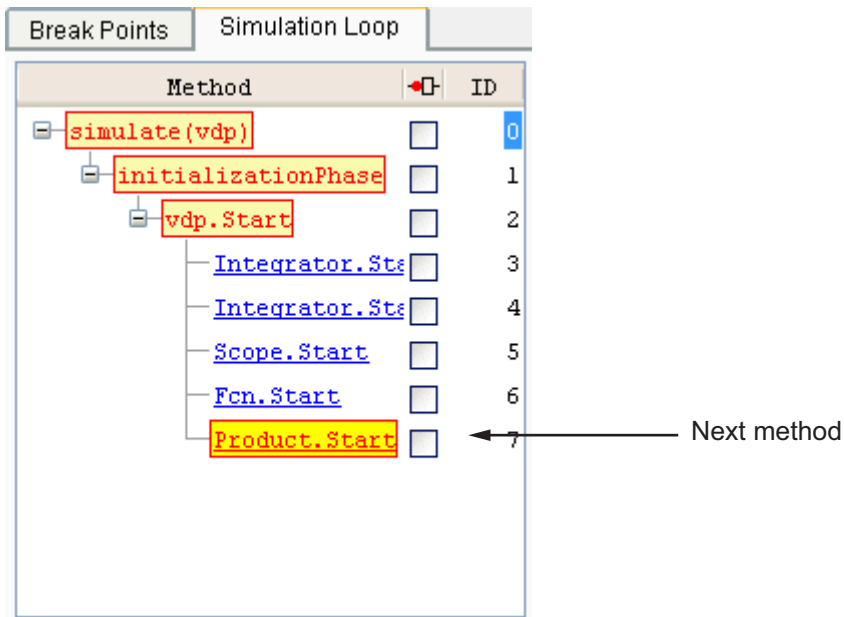 Break Points Simulation Loop
Method ID
simulate(vdp) 0
initializationPhase 1
vdp.Start 2
Integrator.Sta 3
Integrator.Sta 4
Scope.Start 5
Fcn.Start 6
Product.Start 7 Next method